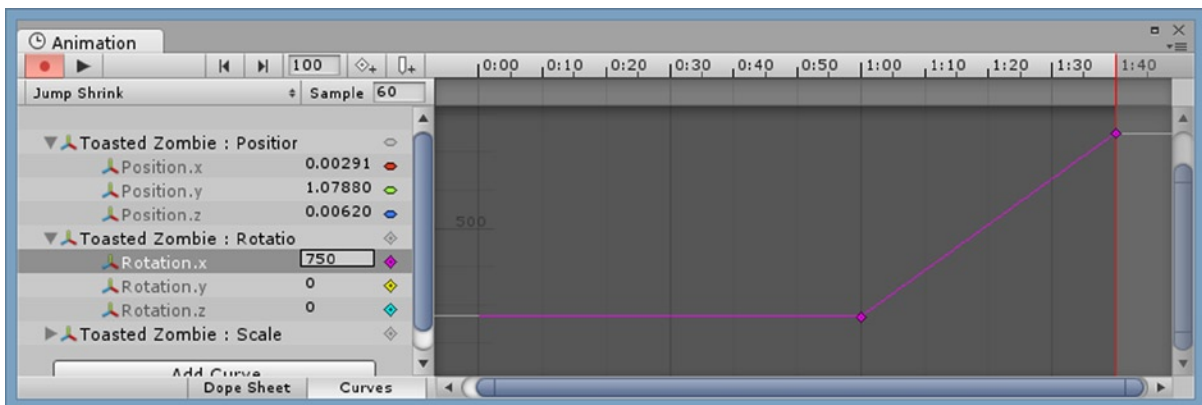 Animation
100
0:00 0:10 0:20 0:30 0:40 0:50 1:00 1:10 1:20 1:30 1:40
Jump Shrink Sample 60
Toasted Zombie : Position
Position.x 0.00291
Position.y 1.07880
Position.z 0.00620
500
Toasted Zombie : Rotatio
Rotation.x 750
Rotation.y 0
Rotation.z 0
Toasted Zombie : Scale
Add Curve
Dope Sheet Curves